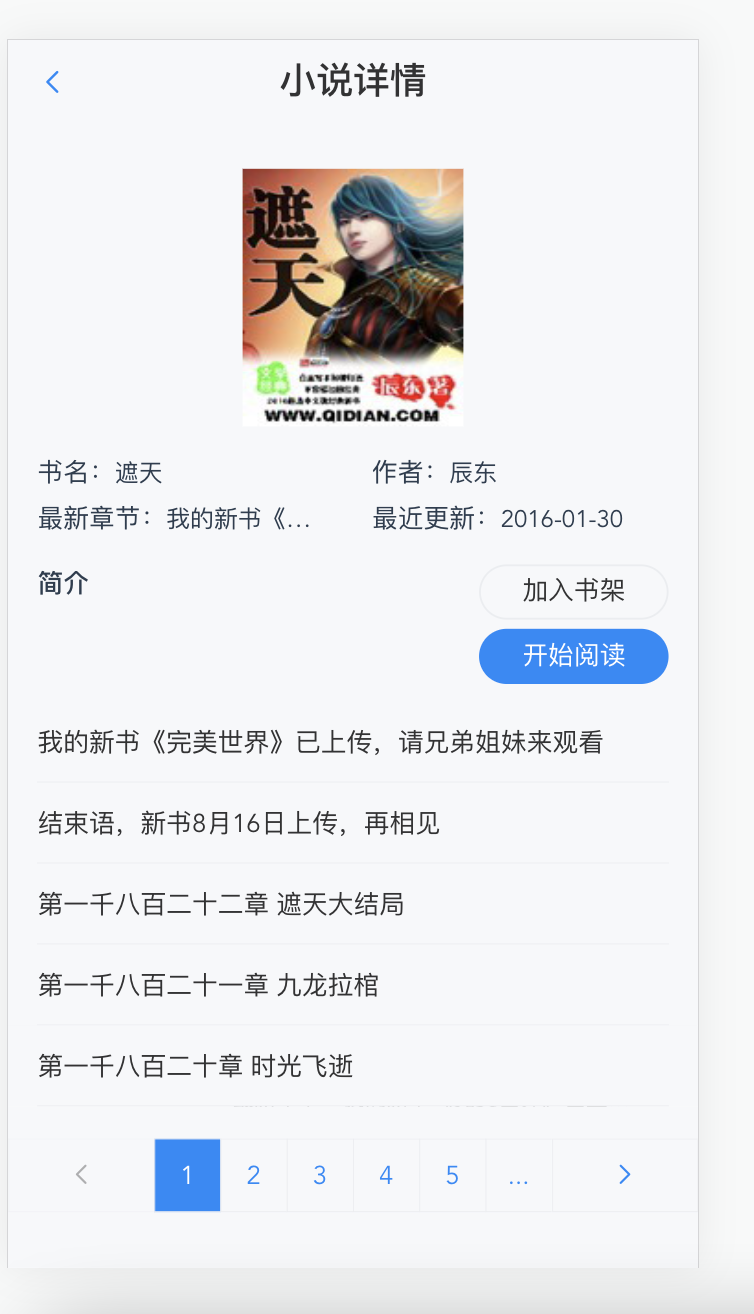 小说详情
遮天
辰东 著
WWW.QIDIAN.COM
书名：遮天
作者：辰东
最新章节：我的新书《...
最近更新：2016-01-30
简介
加入书架
开始阅读
我的新书《完美世界》已上传，请兄弟姐妹来观看
结束语，新书8月16日上传，再相见
第一千八百二十二章 遮天大结局
第一千八百二十一章 九龙拉棺
第一千八百二十章 时光飞逝
1 2 3 4 5 ...